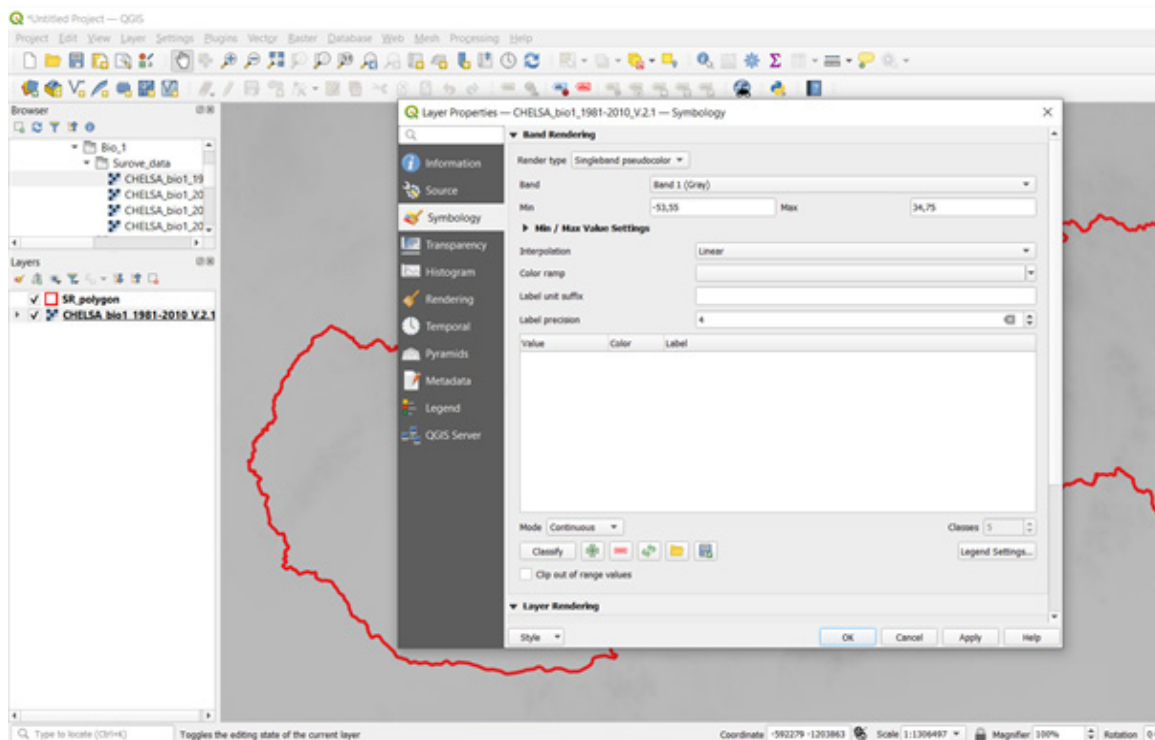 *Untitled Project — QGIS
Project Edit View Layer Settings Plugins Vector Raster Database Web Mesh Processing Help
Browser
Bio_1
Surove_data
CHELSA_bio1_19
CHELSA_bio1_20
CHELSA_bio1_20
CHELSA_bio1_20
Layers
SR_polygon
CHELSA_bio1_1981-2010_V.2.1
Layer Properties — CHELSA_bio1_1981-2010_V.2.1 — Symbology
Information
Source
Symbology
Transparency
Histogram
Rendering
Temporal
Pyramids
Metadata
Legend
QGIS Server
Band Rendering
Render type Singleband pseudocolor
Band Band 1 (Gray)
Min -53,55 Max 34,75
Min / Max Value Settings
Interpolation Linear
Color ramp
Label unit suffix
Label precision 4
Value Color Label
Mode Continuous Classes 5
Classify Legend Settings...
Clip out of range values
Layer Rendering
Style OK Cancel Apply Help
Type to locate (Ctrl+K) Toggles the editing state of the current layer Coordinate -592279 -1203863 Scale 1:1306497 Magnifier 100% Rotation